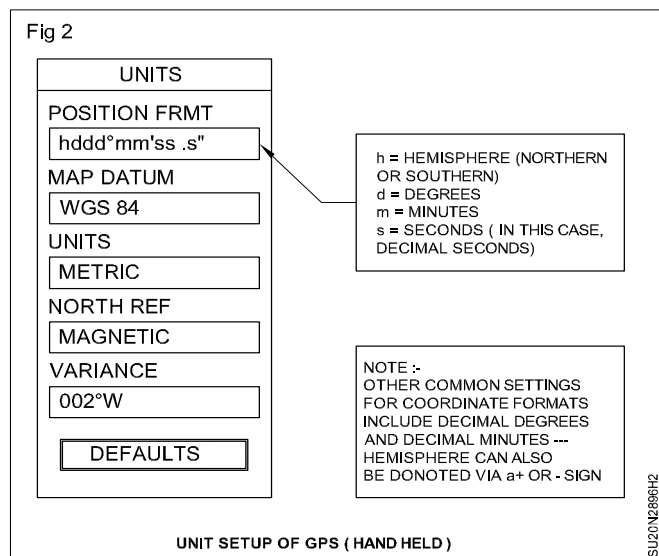 Fig 2
UNITS
POSITION FRMT
hddd°mm'ss .s"
MAP DATUM
WGS 84
UNITS
METRIC
NORTH REF
MAGNETIC
VARIANCE
002°W
DEFAULTS
h = HEMISPHERE (NORTHERN
OR SOUTHERN)
d = DEGREES
m = MINUTES
s = SECONDS ( IN THIS CASE,
DECIMAL SECONDS)
NOTE :-
OTHER COMMON SETTINGS
FOR COORDINATE FORMATS
INCLUDE DECIMAL DEGREES
AND DECIMAL MINUTES ---
HEMISPHERE CAN ALSO
BE DONOTED VIA a+ OR - SIGN
UNIT SETUP OF GPS ( HAND HELD )
SU20N2896H2